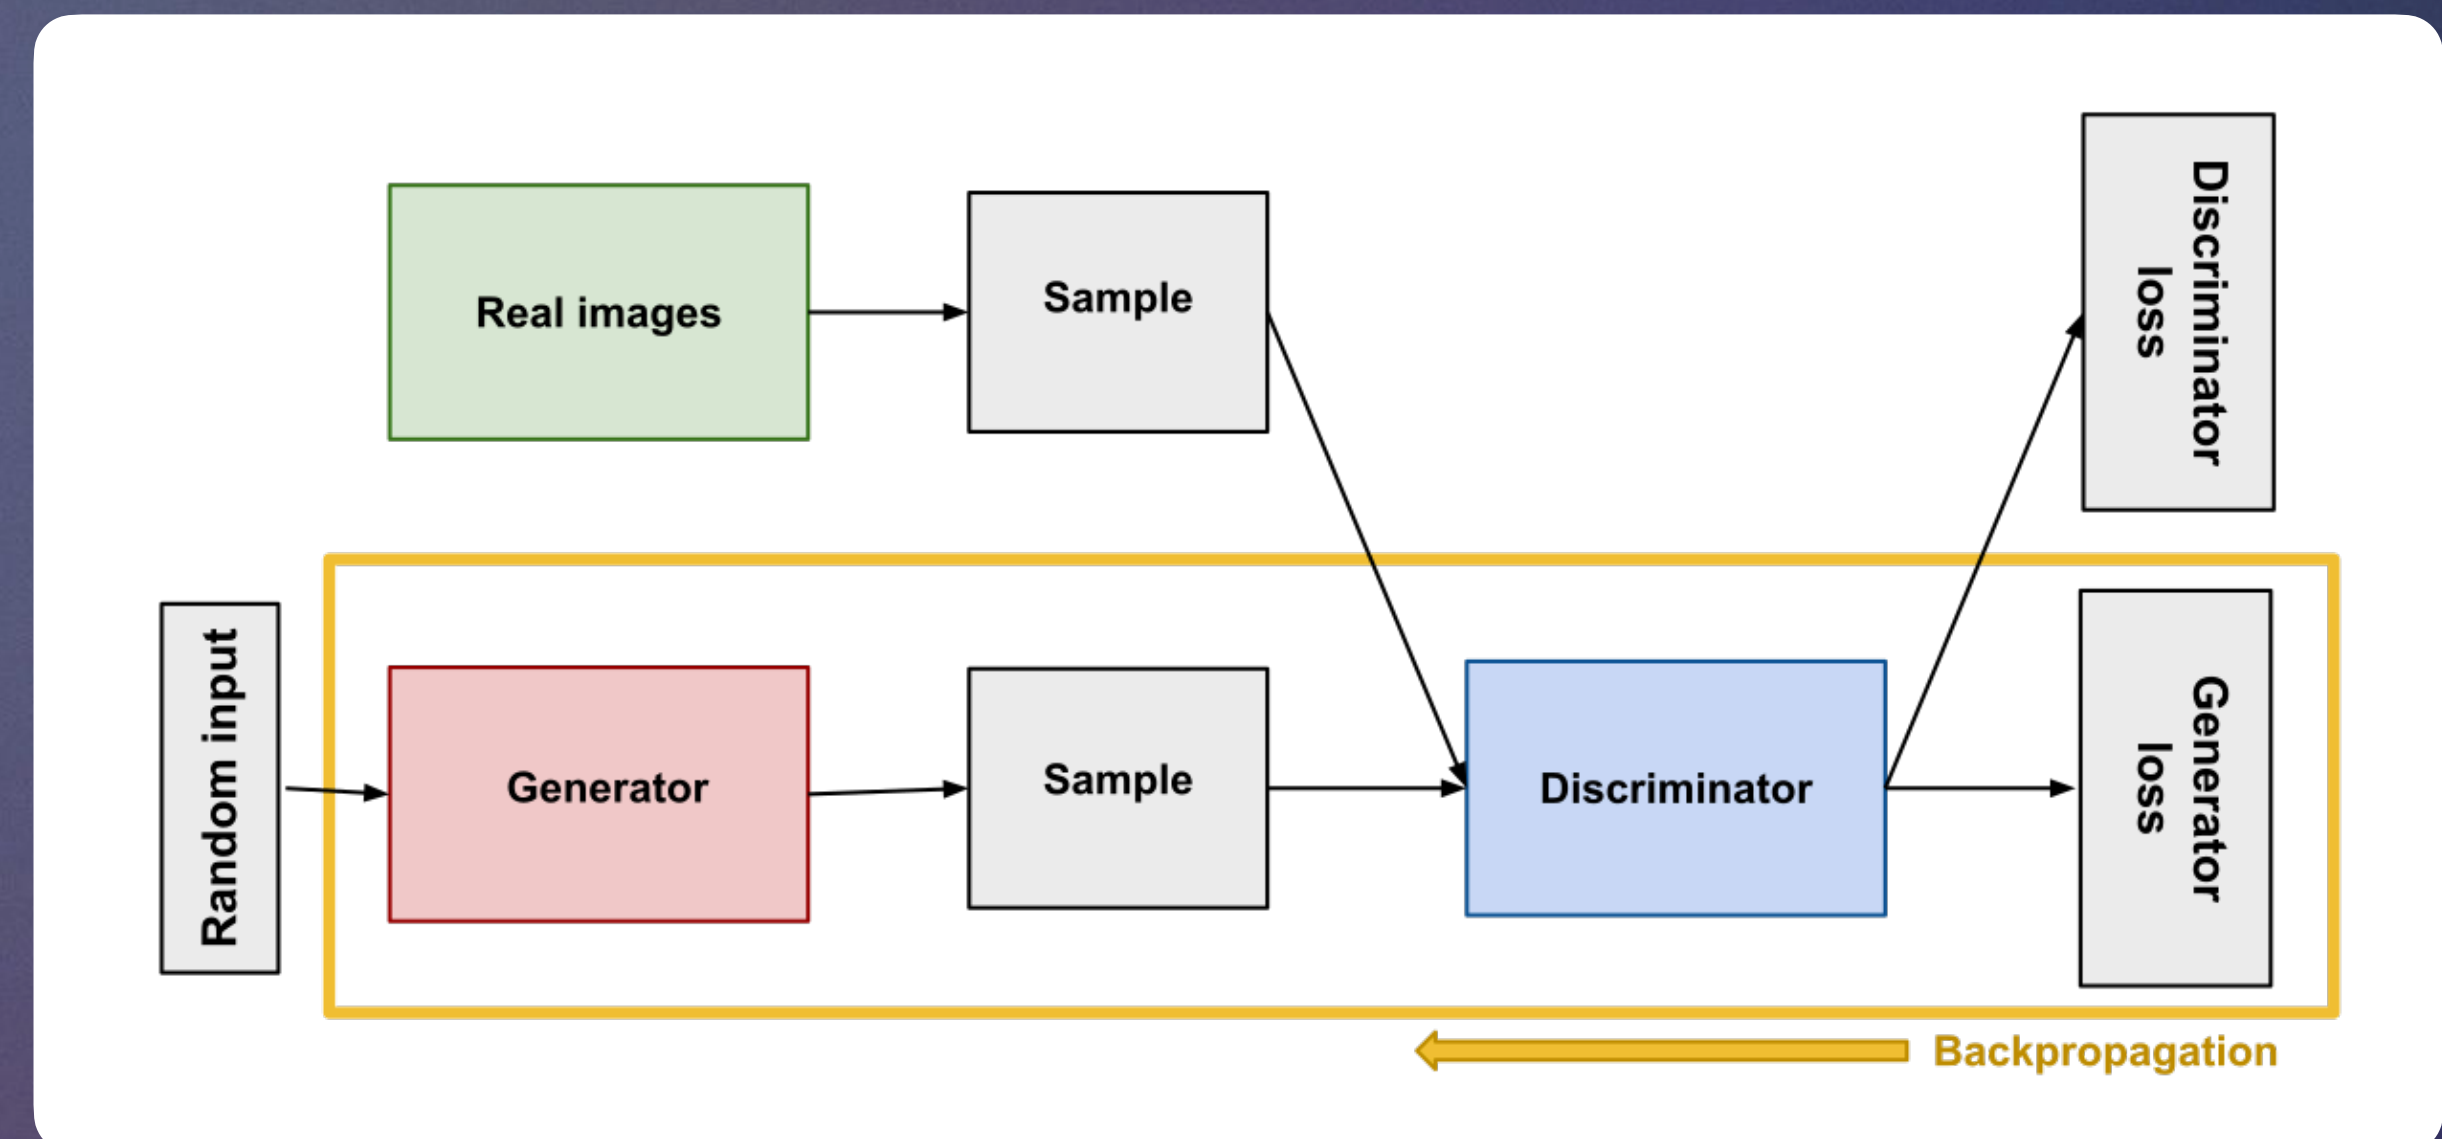 Real images
Sample
Discriminator
loss
Random input
Generator
Sample
Discriminator
Generator
loss
Backpropagation